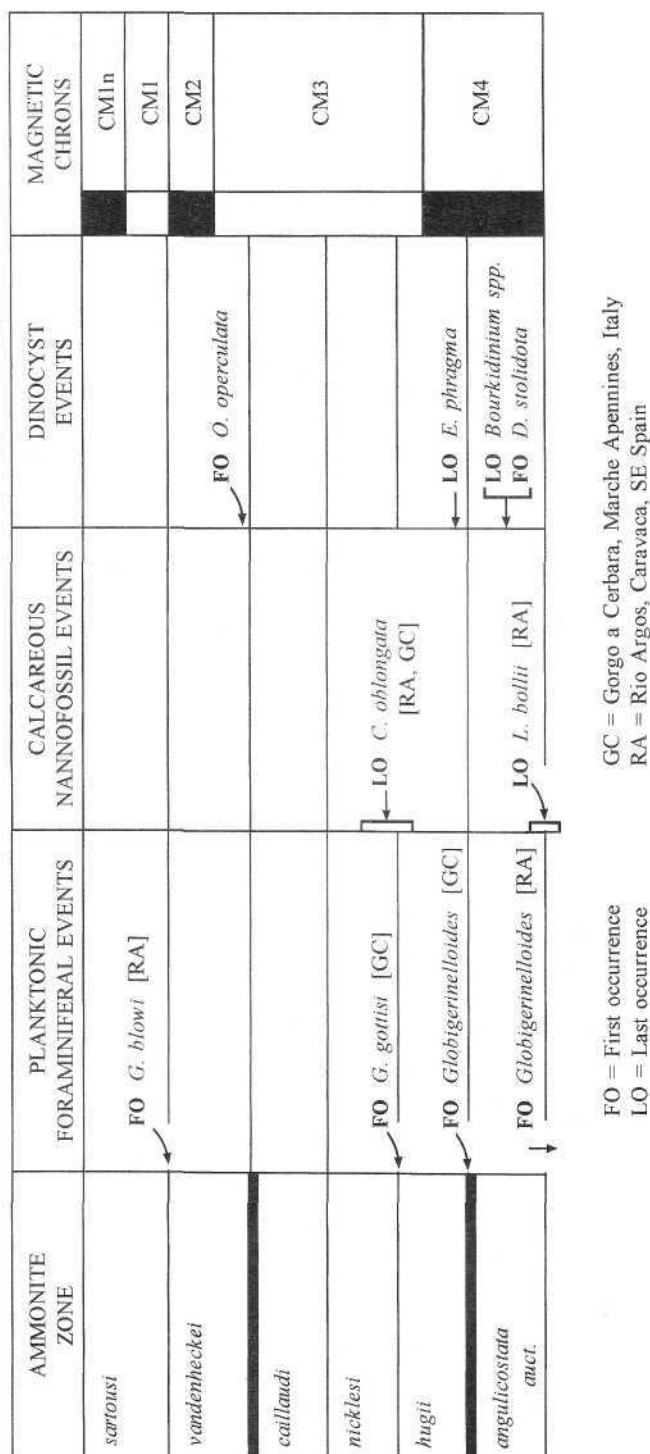 AMMONITE
ZONE
PLANKTONIC
FORAMINIFERAL EVENTS
CALCAREOUS
NANNOFOSSIL EVENTS
DINOCYST
EVENTS
MAGNETIC
CHRONS
sartousi
FO G. blowi [RA]
CM1n
CM1
vandenheckei
FO O. operculata
CM2
caillaudi
CM3
nicklesi
FO G. gottisi [GC]
LO C. oblongata
[RA, GC]
hugii
FO Globigerinelloides [GC]
LO E. phragma
angulicostata
auct.
FO Globigerinelloides [RA]
LO L. bollii [RA]
LO Bourkidinium spp.
FO D. stolidota
CM4
FO = First occurrence
LO = Last occurrence
GC = Gorgo a Cerbara, Marche Apennines, Italy
RA = Rio Argos, Caravaca, SE Spain